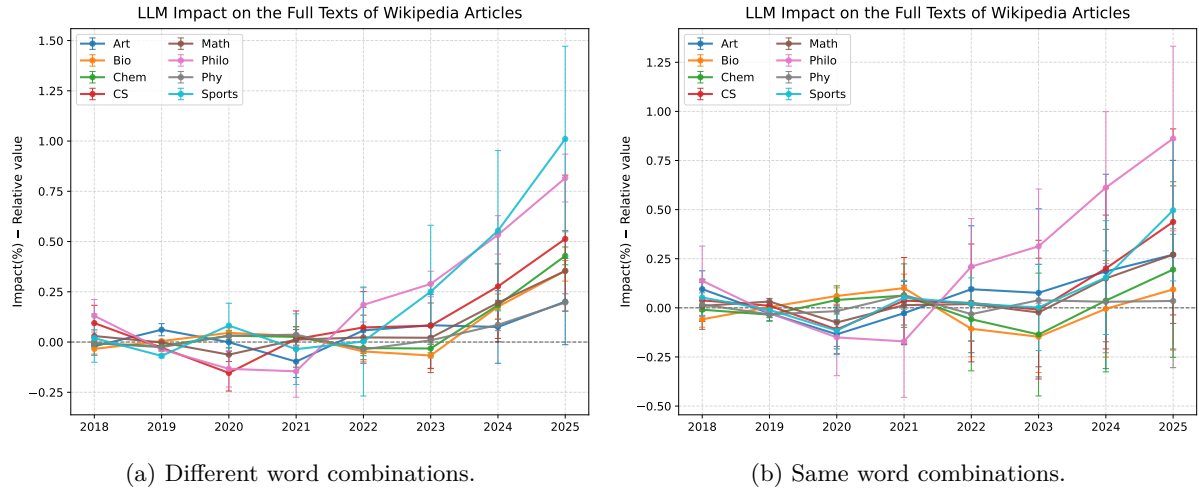 LLM Impact on the Full Texts of Wikipedia Articles
Impact(%) − Relative value
1.50
1.25
1.00
0.75
0.50
0.25
0.00
−0.25
Art
Bio
Chem
CS
Math
Philo
Phy
Sports
2018 2019 2020 2021 2022 2023 2024 2025
(a) Different word combinations.
LLM Impact on the Full Texts of Wikipedia Articles
Impact(%) − Relative value
1.25
1.00
0.75
0.50
0.25
0.00
−0.25
−0.50
Art
Bio
Chem
CS
Math
Philo
Phy
Sports
2018 2019 2020 2021 2022 2023 2024 2025
(b) Same word combinations.